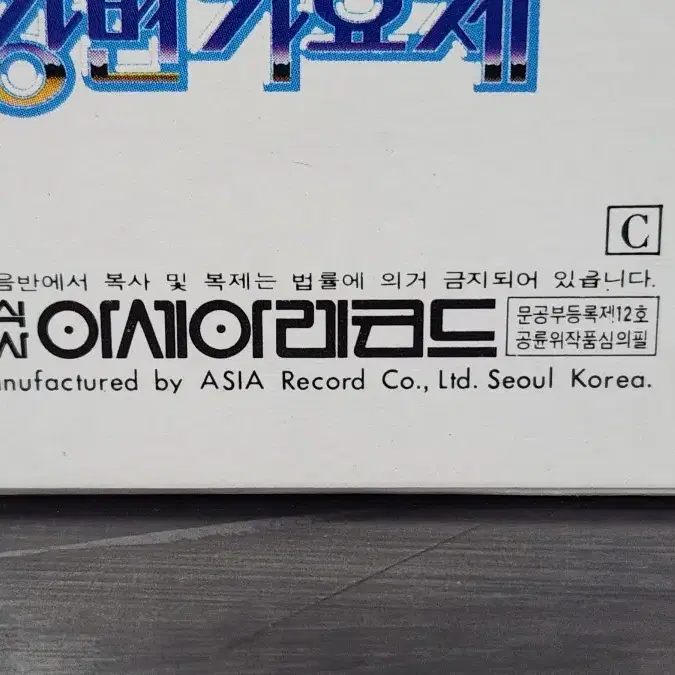 강변가요제
C
음반에서 복사 및 복제는 법률에 의거 금지되어 있읍니다.
식
사 아세아레코드 문공부등록제12호
공륜위작품심의필
nufactured by ASIA Record Co., Ltd. Seoul Korea.